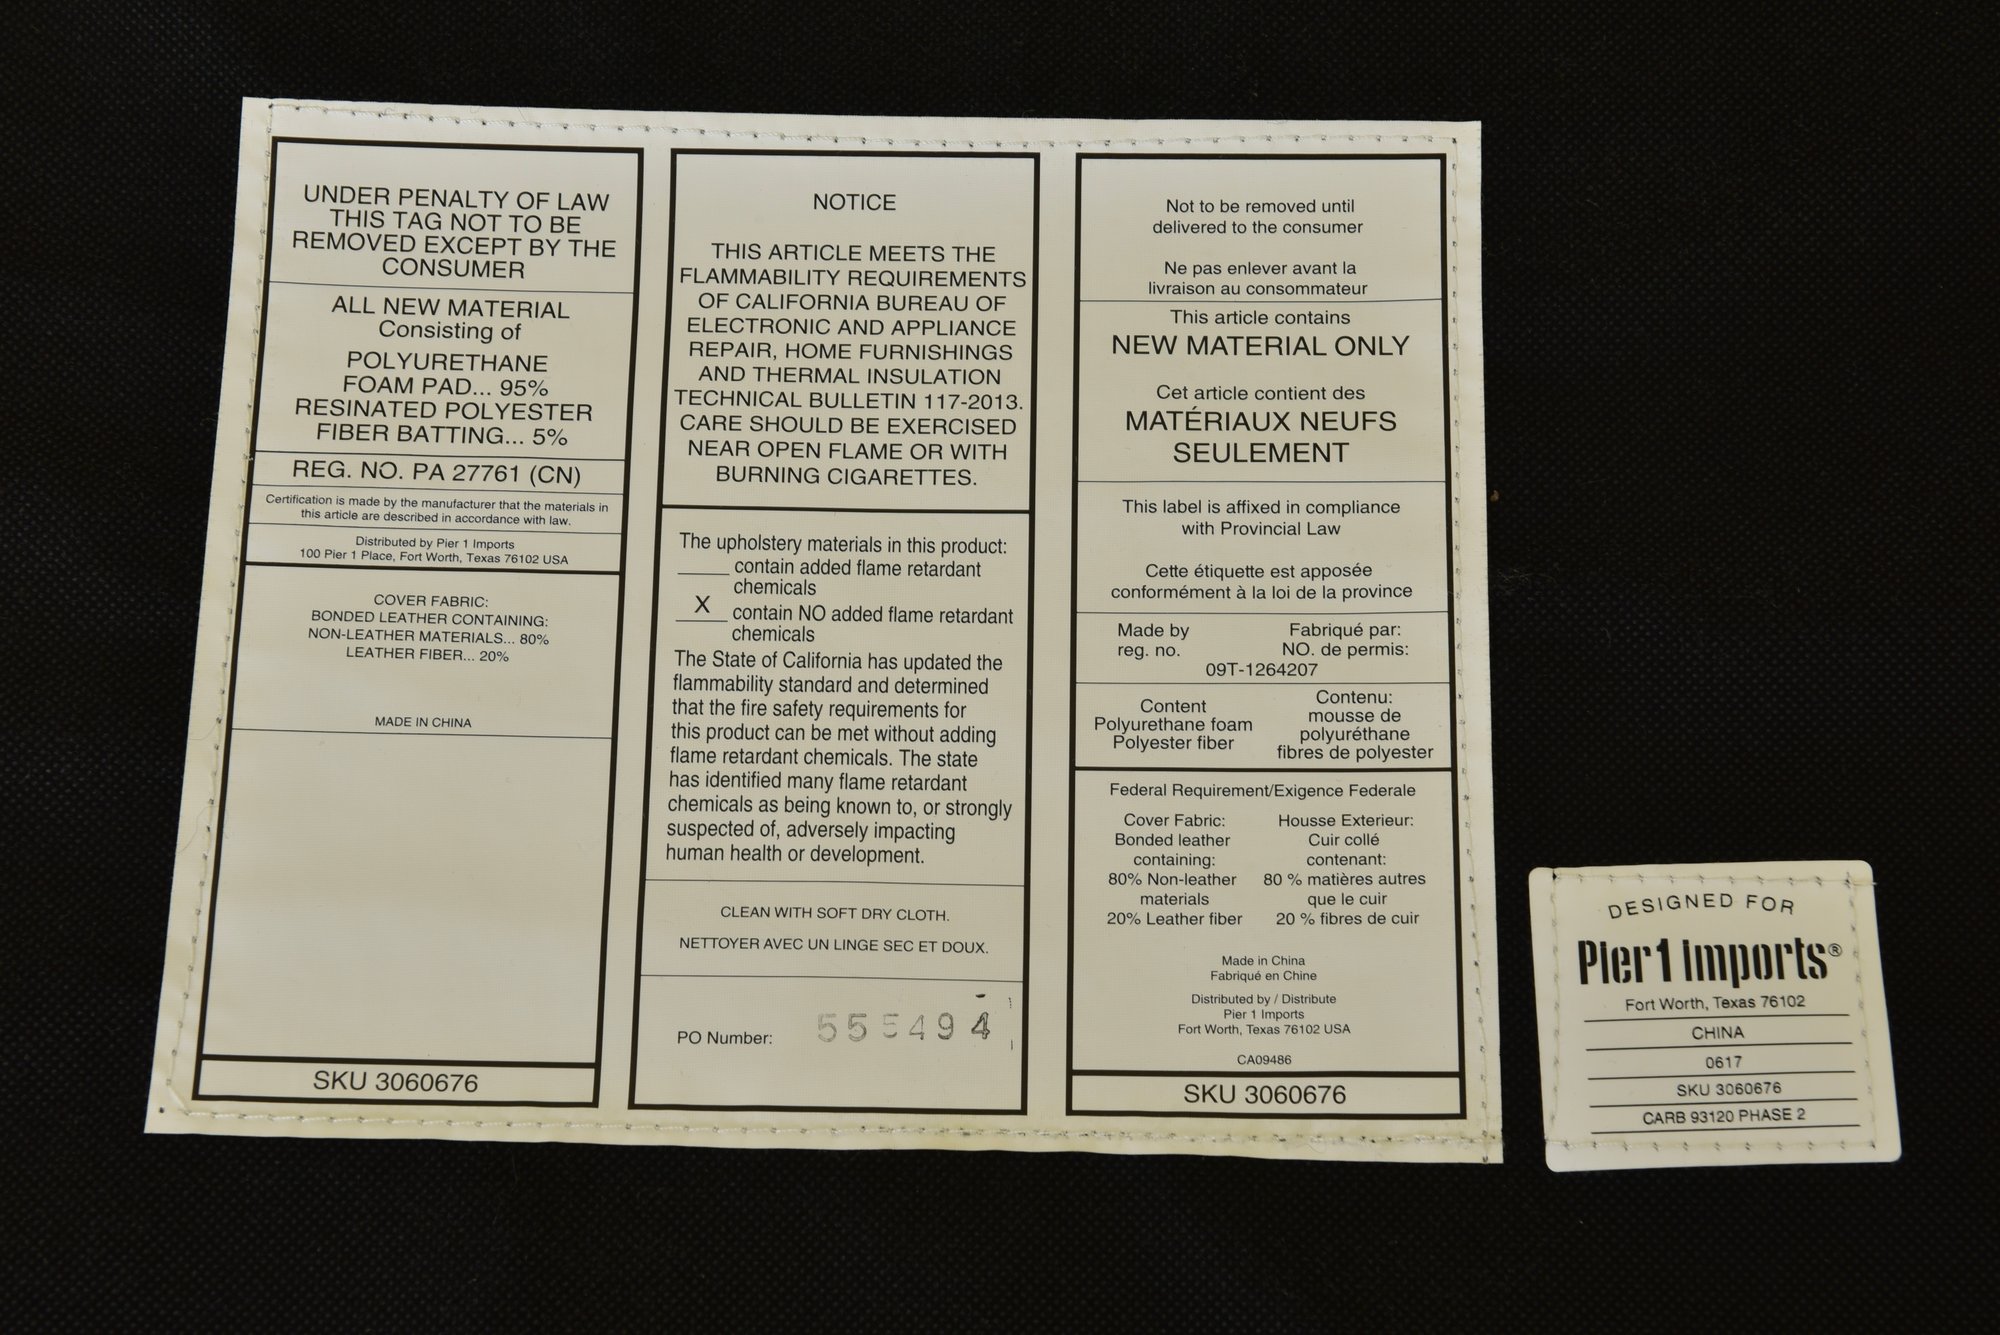 UNDER PENALTY OF LAW
THIS TAG NOT TO BE
REMOVED EXCEPT BY THE
CONSUMER
ALL NEW MATERIAL
Consisting of
POLYURETHANE
FOAM PAD... 95%
RESINATED POLYESTER
FIBER BATTING... 5%
REG. NO. PA 27761 (CN)
Certification is made by the manufacturer that the materials in
this article are described in accordance with law.
Distributed by Pier 1 Imports
100 Pier 1 Place, Fort Worth, Texas 76102 USA
COVER FABRIC:
BONDED LEATHER CONTAINING:
NON-LEATHER MATERIALS... 80%
LEATHER FIBER... 20%
MADE IN CHINA
SKU 3060676
NOTICE
THIS ARTICLE MEETS THE
FLAMMABILITY REQUIREMENTS
OF CALIFORNIA BUREAU OF
ELECTRONIC AND APPLIANCE
REPAIR, HOME FURNISHINGS
AND THERMAL INSULATION
TECHNICAL BULLETIN 117-2013.
CARE SHOULD BE EXERCISED
NEAR OPEN FLAME OR WITH
BURNING CIGARETTES.
The upholstery materials in this product:
____ contain added flame retardant
chemicals
X contain NO added flame retardant
chemicals
The State of California has updated the
flammability standard and determined
that the fire safety requirements for
this product can be met without adding
flame retardant chemicals. The state
has identified many flame retardant
chemicals as being known to, or strongly
suspected of, adversely impacting
human health or development.
CLEAN WITH SOFT DRY CLOTH.
NETTOYER AVEC UN LINGE SEC ET DOUX.
PO Number: 555494
Not to be removed until
delivered to the consumer
Ne pas enlever avant la
livraison au consommateur
This article contains
NEW MATERIAL ONLY
Cet article contient des
MATÉRIAUX NEUFS
SEULEMENT
This label is affixed in compliance
with Provincial Law
Cette étiquette est apposée
conformément à la loi de la province
Made by
reg. no.
Fabriqué par:
NO. de permis:
09T-1264207
Content
Polyurethane foam
Polyester fiber
Contenu:
mousse de
polyuréthane
fibres de polyester
Federal Requirement/Exigence Federale
Cover Fabric:
Bonded leather
containing:
80% Non-leather
materials
20% Leather fiber
Housse Exterieur:
Cuir collé
contenant:
80 % matières autres
que le cuir
20 % fibres de cuir
Made in China
Fabriqué en Chine
Distributed by / Distribute
Pier 1 Imports
Fort Worth, Texas 76102 USA
CA09486
SKU 3060676
DESIGNED FOR
Pier 1 imports®
Fort Worth, Texas 76102
CHINA
0617
SKU 3060676
CARB 93120 PHASE 2